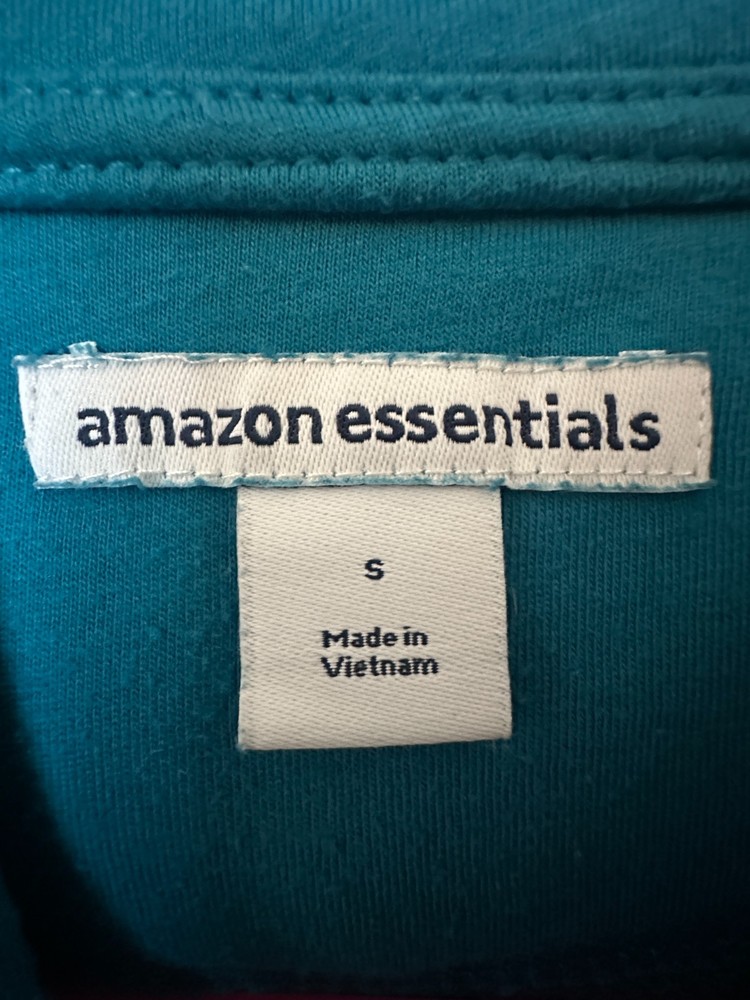 amazon essentials
S
Made in
Vietnam